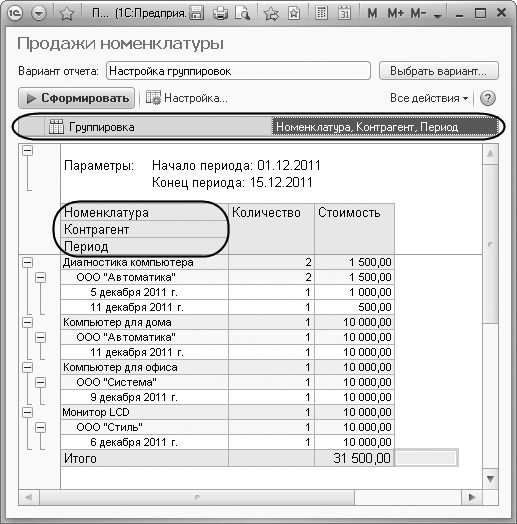 П... (1С:Предприя... M M+ M-
Продажи номенклатуры
Вариант отчета: Настройка группировок Выбрать вариант...
Сформировать Настройка... Все действия ?
Группировка Номенклатура, Контрагент, Период
Параметры: Начало периода: 01.12.2011
Конец периода: 15.12.2011
Номенклатура Количество Стоимость
Контрагент
Период
Диагностика компьютера 2 1 500,00
ООО "Автоматика" 2 1 500,00
5 декабря 2011 г. 1 1 000,00
11 декабря 2011 г. 1 500,00
Компьютер для дома 1 10 000,00
ООО "Автоматика" 1 10 000,00
11 декабря 2011 г. 1 10 000,00
Компьютер для офиса 1 10 000,00
ООО "Система" 1 10 000,00
9 декабря 2011 г. 1 10 000,00
Монитор LCD 1 10 000,00
ООО "Стиль" 1 10 000,00
6 декабря 2011 г. 1 10 000,00
Итого 31 500,00